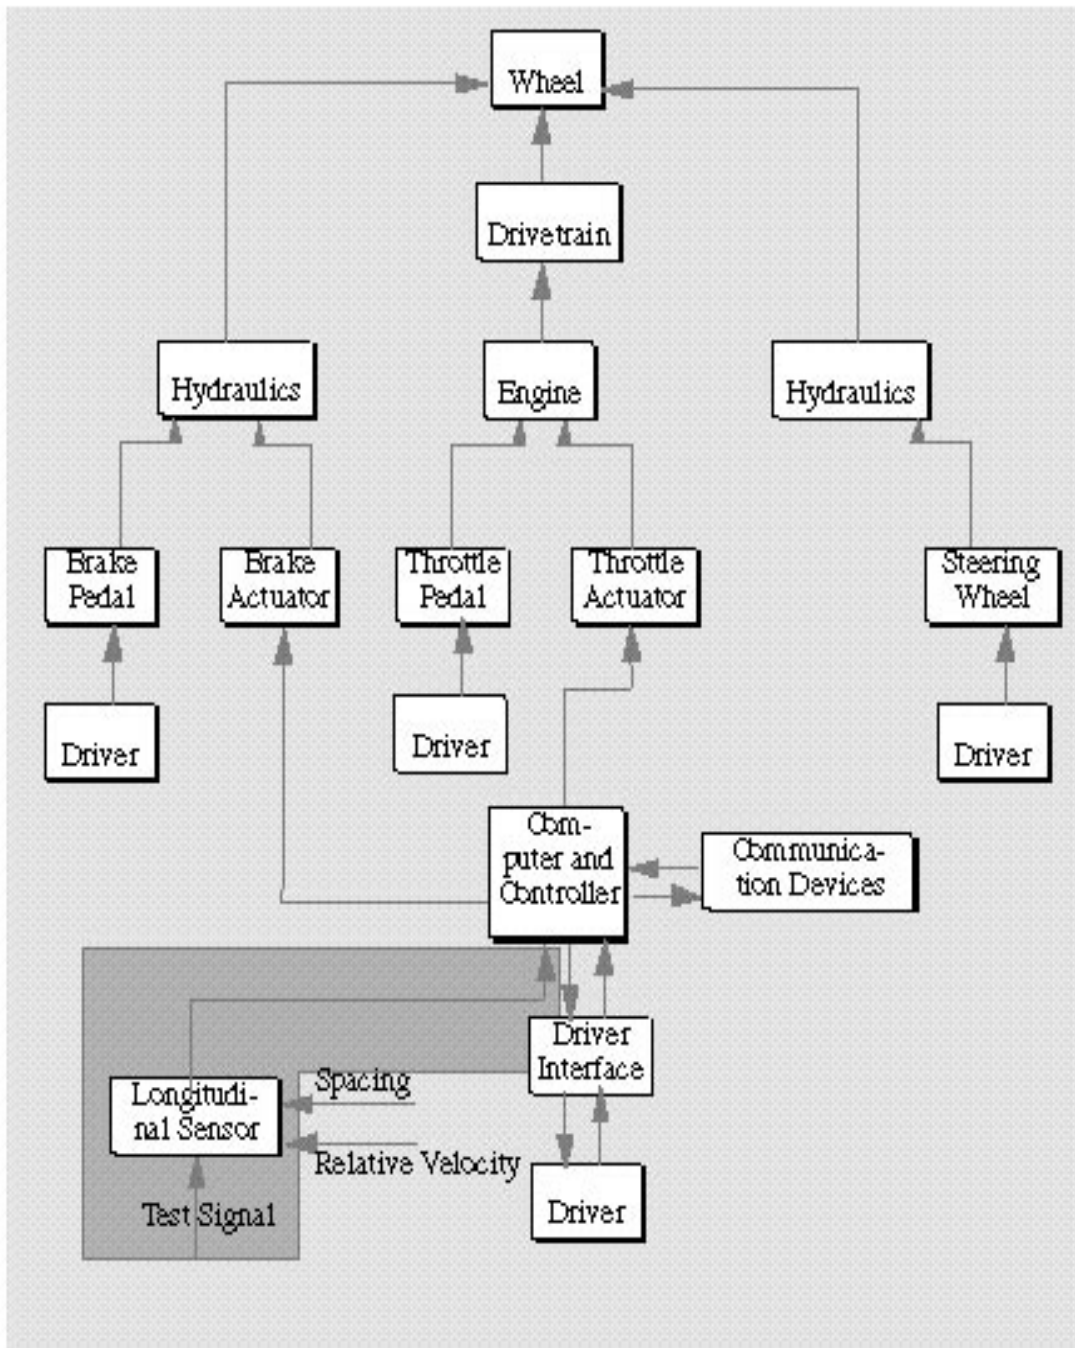 Wheel
Drivetrain
Hydraulics
Engine
Hydraulics
Brake
Pedal
Brake
Actuator
Throttle
Pedal
Throttle
Actuator
Steering
Wheel
Driver
Driver
Driver
Com-
puter and
Controller
Communica-
tion Devices
Driver
Interface
Longitudi-
nal Sensor
Spacing
Relative Velocity
Test Signal
Driver